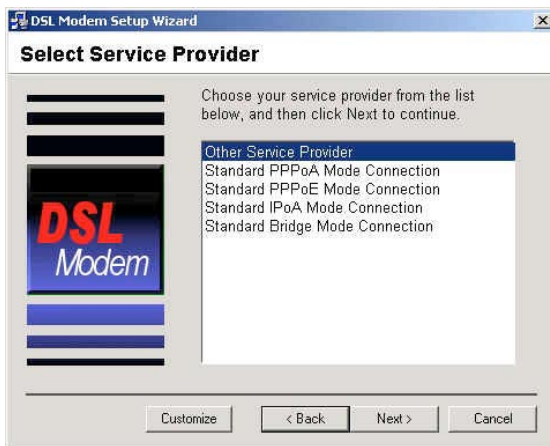 DSL Modem Setup Wizard
Select Service Provider
Choose your service provider from the list
below, and then click Next to continue.
Other Service Provider
Standard PPPoA Mode Connection
Standard PPPoE Mode Connection
Standard IPoA Mode Connection
Standard Bridge Mode Connection
DSL
Modem
Customize
< Back
Next >
Cancel